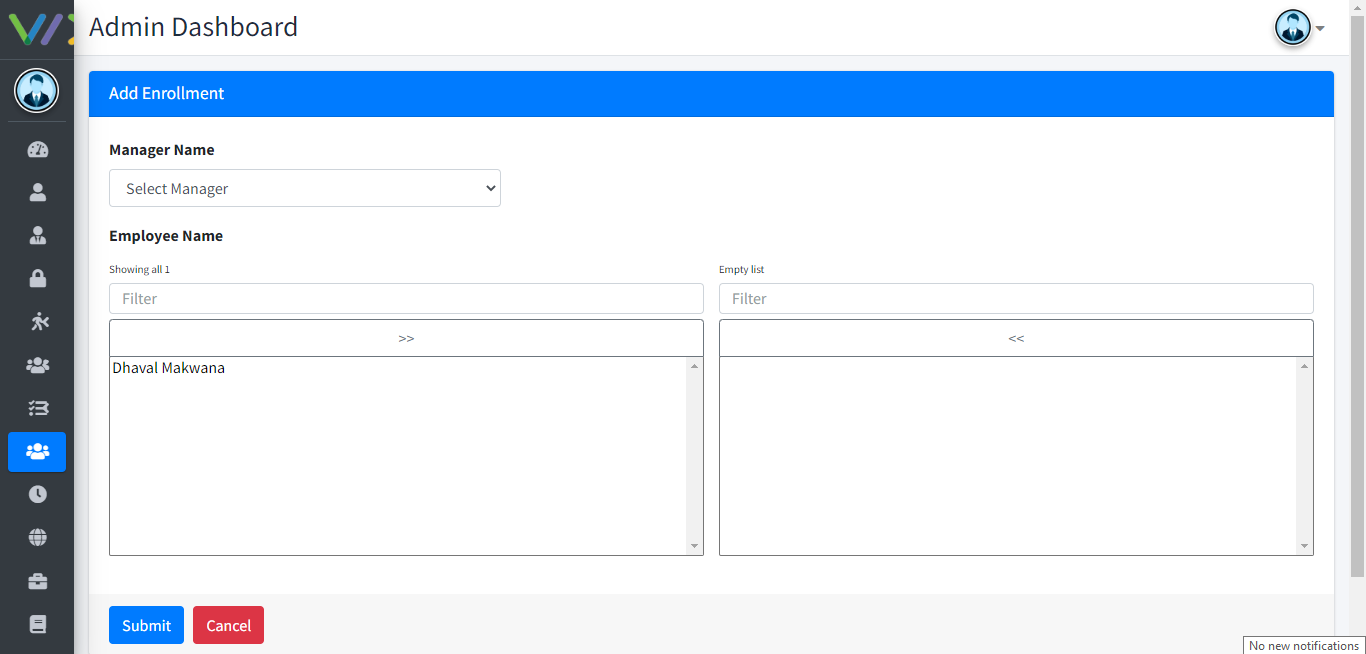 Admin Dashboard
Add Enrollment
Manager Name
Select Manager
Employee Name
Showing all 1
Empty list
Filter
Filter
>>
<<
Dhaval Makwana
Submit
Cancel
No new notifications